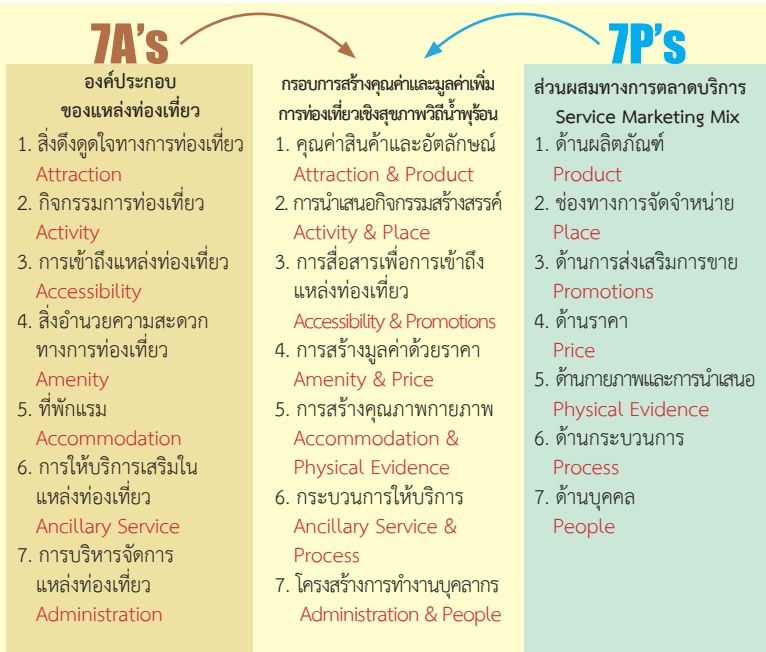 7A's
องค์ประกอบ
ของแหล่งท่องเที่ยว
1. สิ่งดึงดูดใจทางการท่องเที่ยว
Attraction
2. กิจกรรมการท่องเที่ยว
Activity
3. การเข้าถึงแหล่งท่องเที่ยว
Accessibility
4. สิ่งอำนวยความสะดวก
ทางการท่องเที่ยว
Amenity
5. ที่พักแรม
Accommodation
6. การให้บริการเสริมใน
แหล่งท่องเที่ยว
Ancillary Service
7. การบริหารจัดการ
แหล่งท่องเที่ยว
Administration
กรอบการสร้างคุณค่าและมูลค่าเพิ่ม
การท่องเที่ยวเชิงสุขภาพวิถีน้ำพุร้อน
1. คุณค่าสินค้าและอัตลักษณ์
Attraction & Product
2. การนำเสนอกิจกรรมสร้างสรรค์
Activity & Place
3. การสื่อสารเพื่อการเข้าถึง
แหล่งท่องเที่ยว
Accessibility & Promotions
4. การสร้างมูลค่าด้วยราคา
Amenity & Price
5. การสร้างคุณภาพกายภาพ
Accommodation &
Physical Evidence
6. กระบวนการให้บริการ
Ancillary Service &
Process
7. โครงสร้างการทำงานบุคลากร
Administration & People
7P's
ส่วนผสมทางการตลาดบริการ
Service Marketing Mix
1. ด้านผลิตภัณฑ์
Product
2. ช่องทางการจัดจำหน่าย
Place
3. ด้านการส่งเสริมการขาย
Promotions
4. ด้านราคา
Price
5. ด้านกายภาพและการนำเสนอ
Physical Evidence
6. ด้านกระบวนการ
Process
7. ด้านบุคคล
People